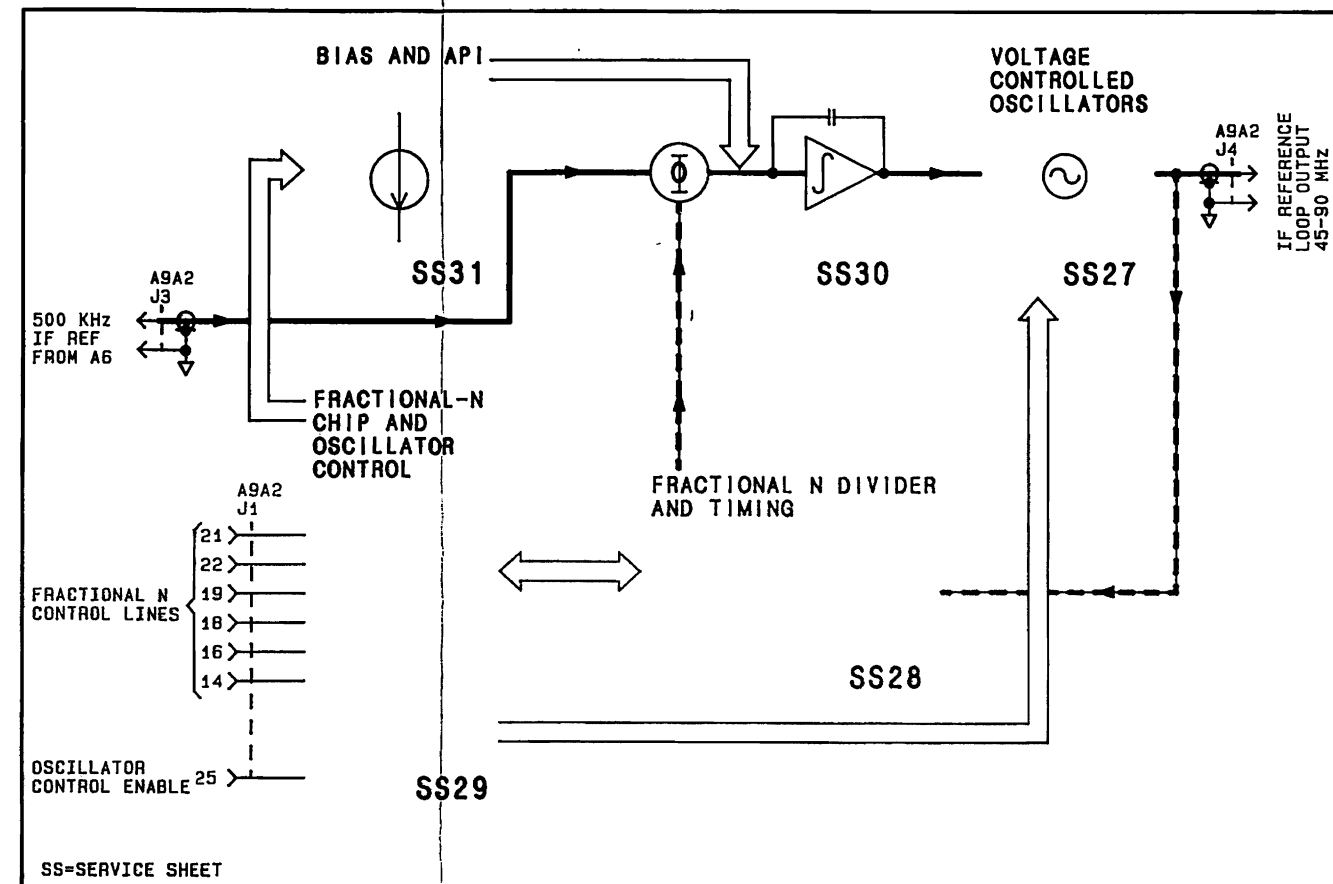 BIAS AND API
VOLTAGE
CONTROLLED
OSCILLATORS
A9A2
J4
IF REFERENCE
LOOP OUTPUT
45-90 MHz
Φ
∫
SS31
SS30
SS27
A9A2
J3
500 KHz
IF REF
FROM A6
FRACTIONAL-N
CHIP AND
OSCILLATOR
CONTROL
FRACTIONAL N DIVIDER
AND TIMING
A9A2
J1
21
22
FRACTIONAL N
CONTROL LINES
19
18
16
14
SS28
OSCILLATOR
CONTROL ENABLE
25
SS29
SS=SERVICE SHEET